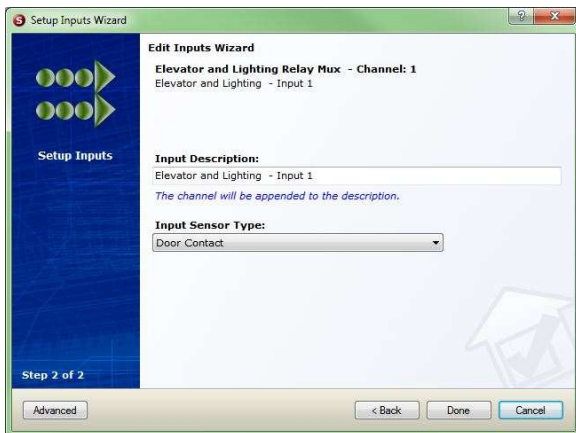 S Setup Inputs Wizard
? X
Edit Inputs Wizard
Elevator and Lighting Relay Mux - Channel: 1
Elevator and Lighting - Input 1
Setup Inputs
Input Description:
Elevator and Lighting - Input 1
The channel will be appended to the description.
Input Sensor Type:
Door Contact
Step 2 of 2
Advanced
< Back
Done
Cancel